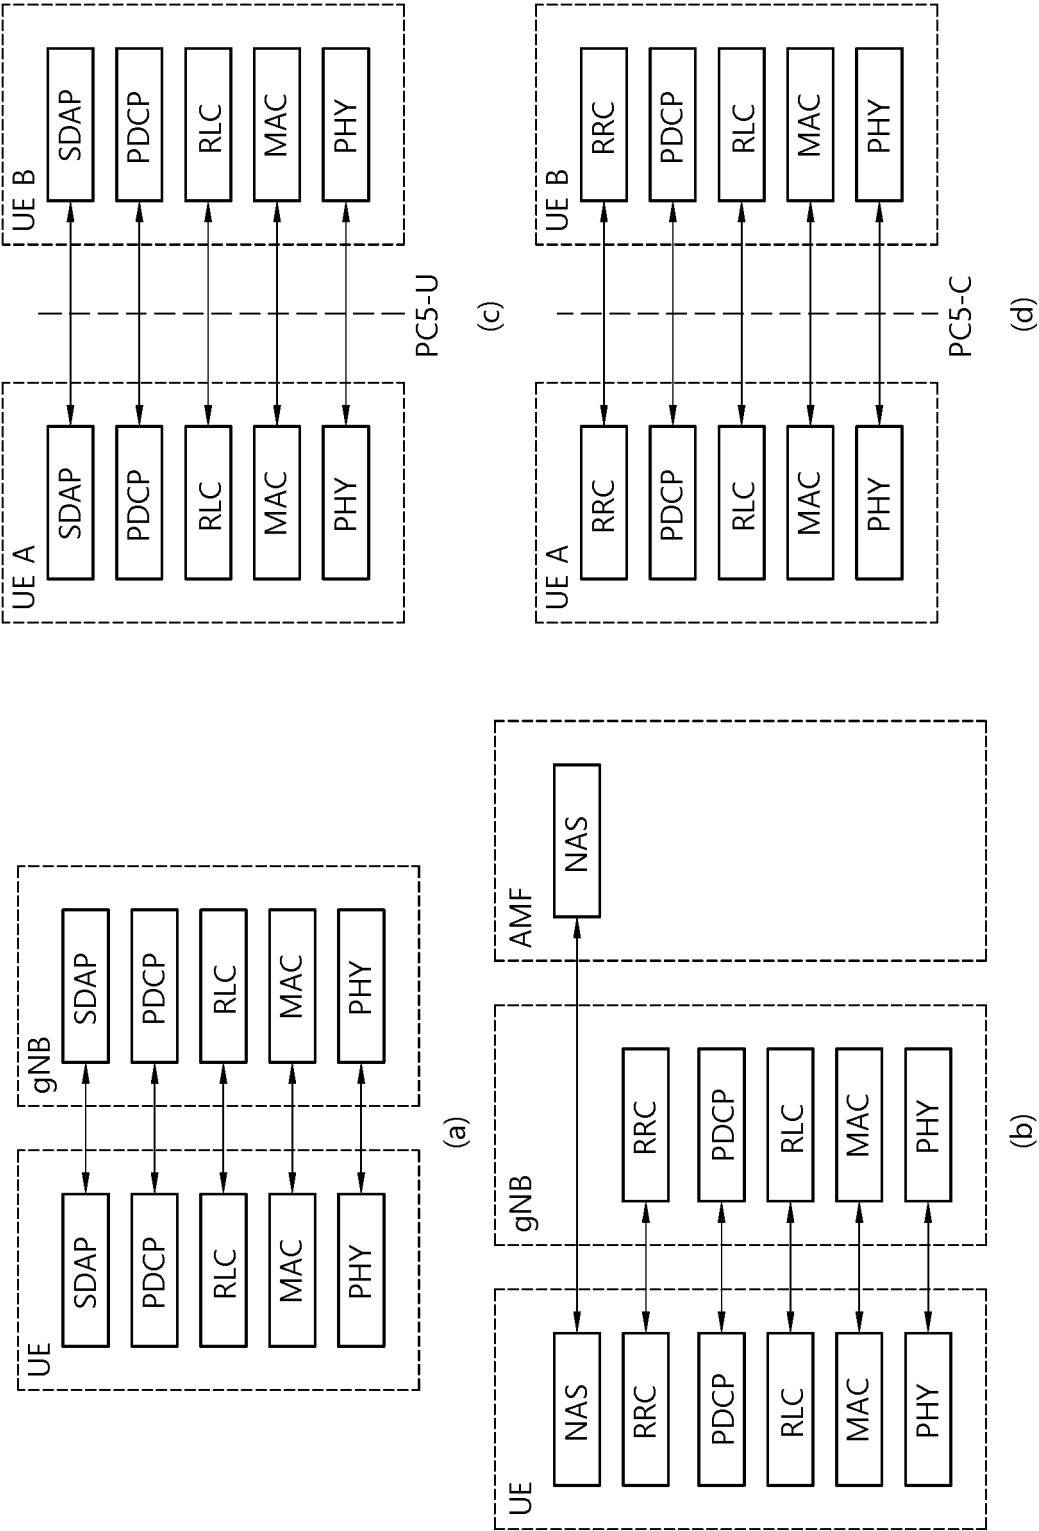 UE
gNB
SDAP
SDAP
PDCP
PDCP
RLC
RLC
MAC
MAC
PHY
PHY
(a)
UE
gNB
AMF
NAS
NAS
RRC
RRC
PDCP
PDCP
RLC
RLC
MAC
MAC
PHY
PHY
(b)
UE A
UE B
SDAP
SDAP
PDCP
PDCP
RLC
RLC
MAC
MAC
PHY
PHY
PC5-U
(c)
UE A
UE B
RRC
RRC
PDCP
PDCP
RLC
RLC
MAC
MAC
PHY
PHY
PC5-C
(d)